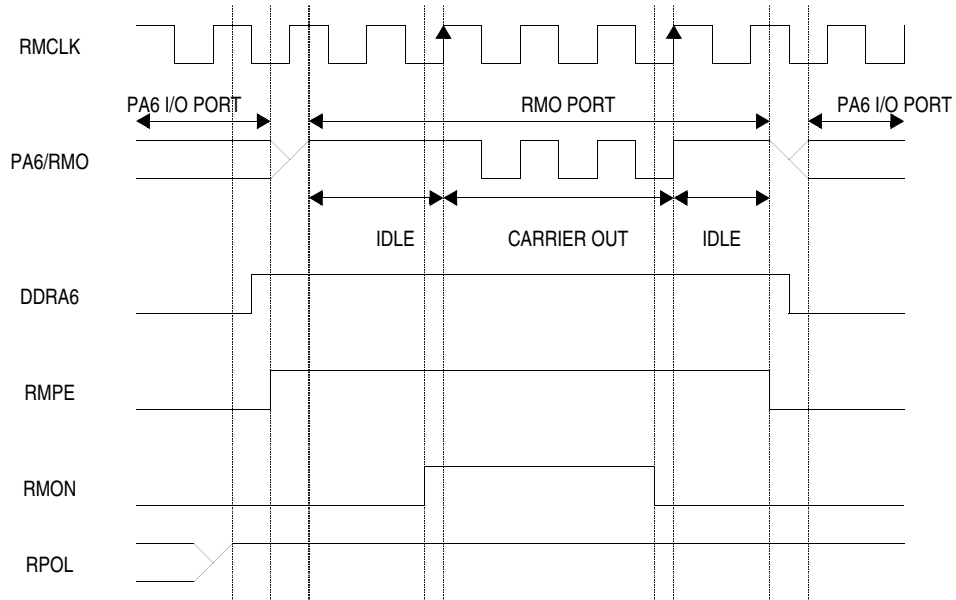 RMCLK
PA6 I/O PORT
RMO PORT
PA6 I/O PORT
PA6/RMO
IDLE
CARRIER OUT
IDLE
DDRA6
RMPE
RMON
RPOL